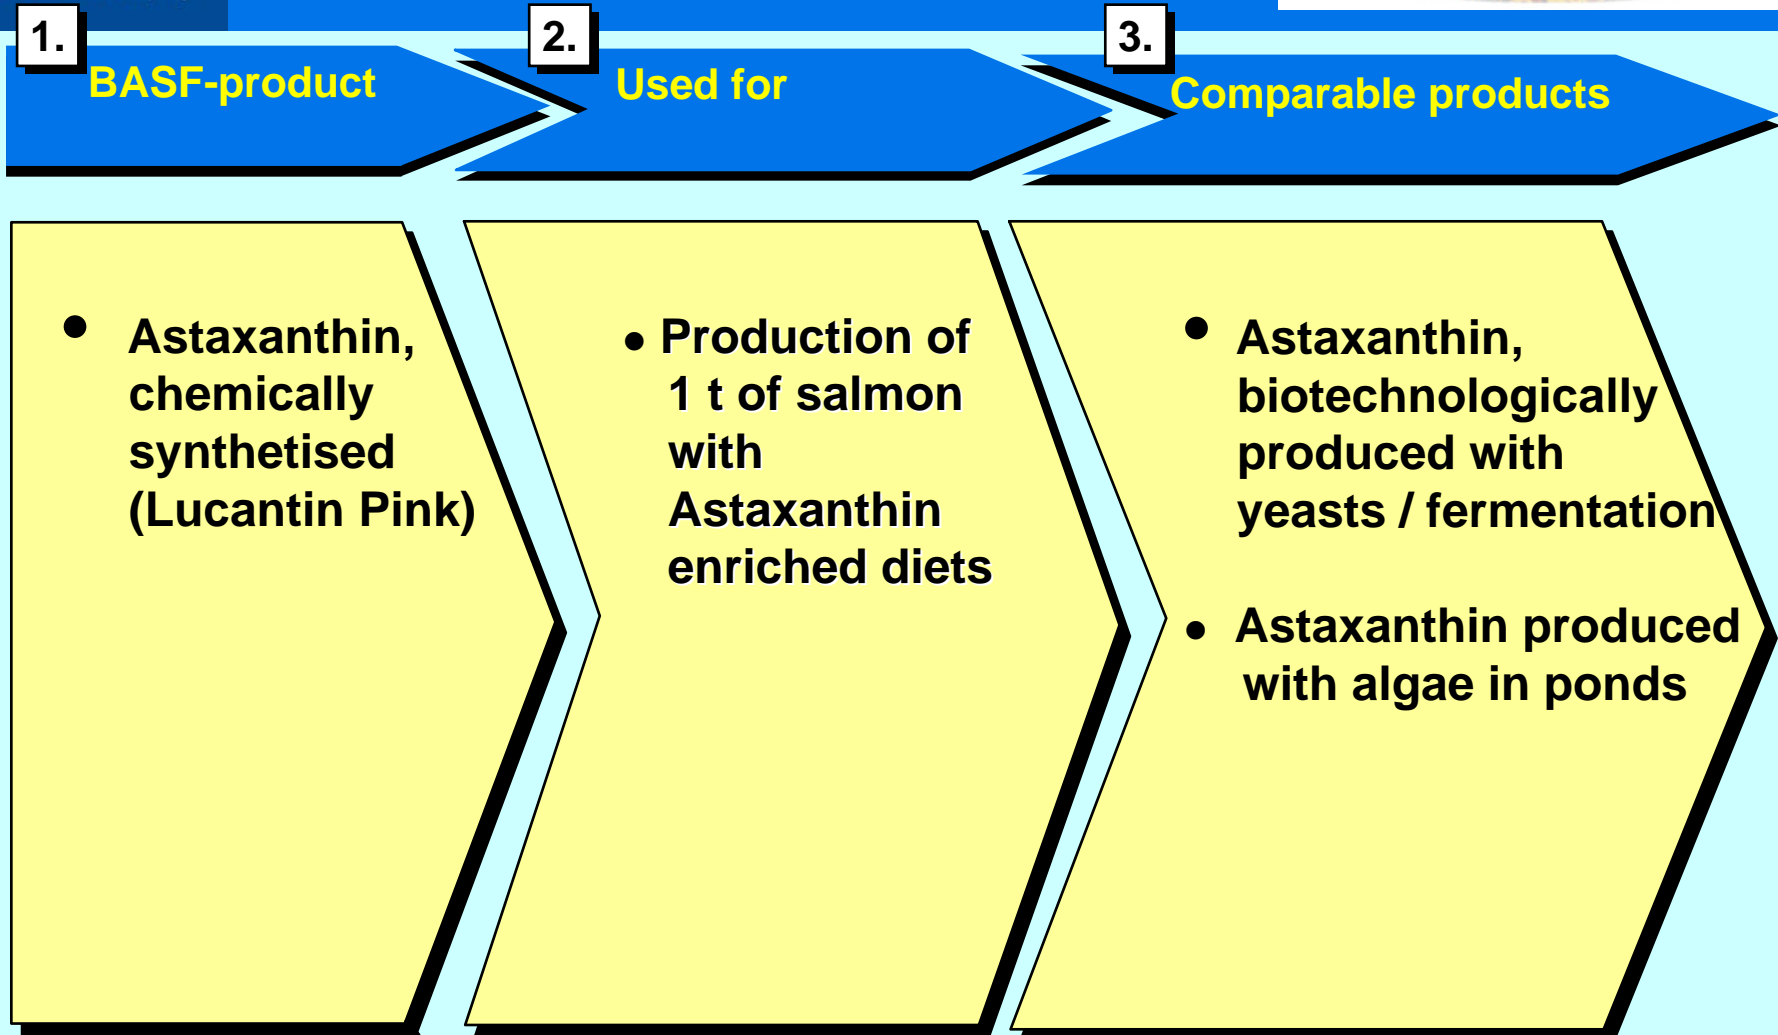 1.
BASF-product
2.
Used for
3.
Comparable products
• Astaxanthin,
chemically
synthetised
(Lucantin Pink)
• Production of
1 t of salmon
with
Astaxanthin
enriched diets
• Astaxanthin,
biotechnologically
produced with
yeasts / fermentation
• Astaxanthin produced
with algae in ponds